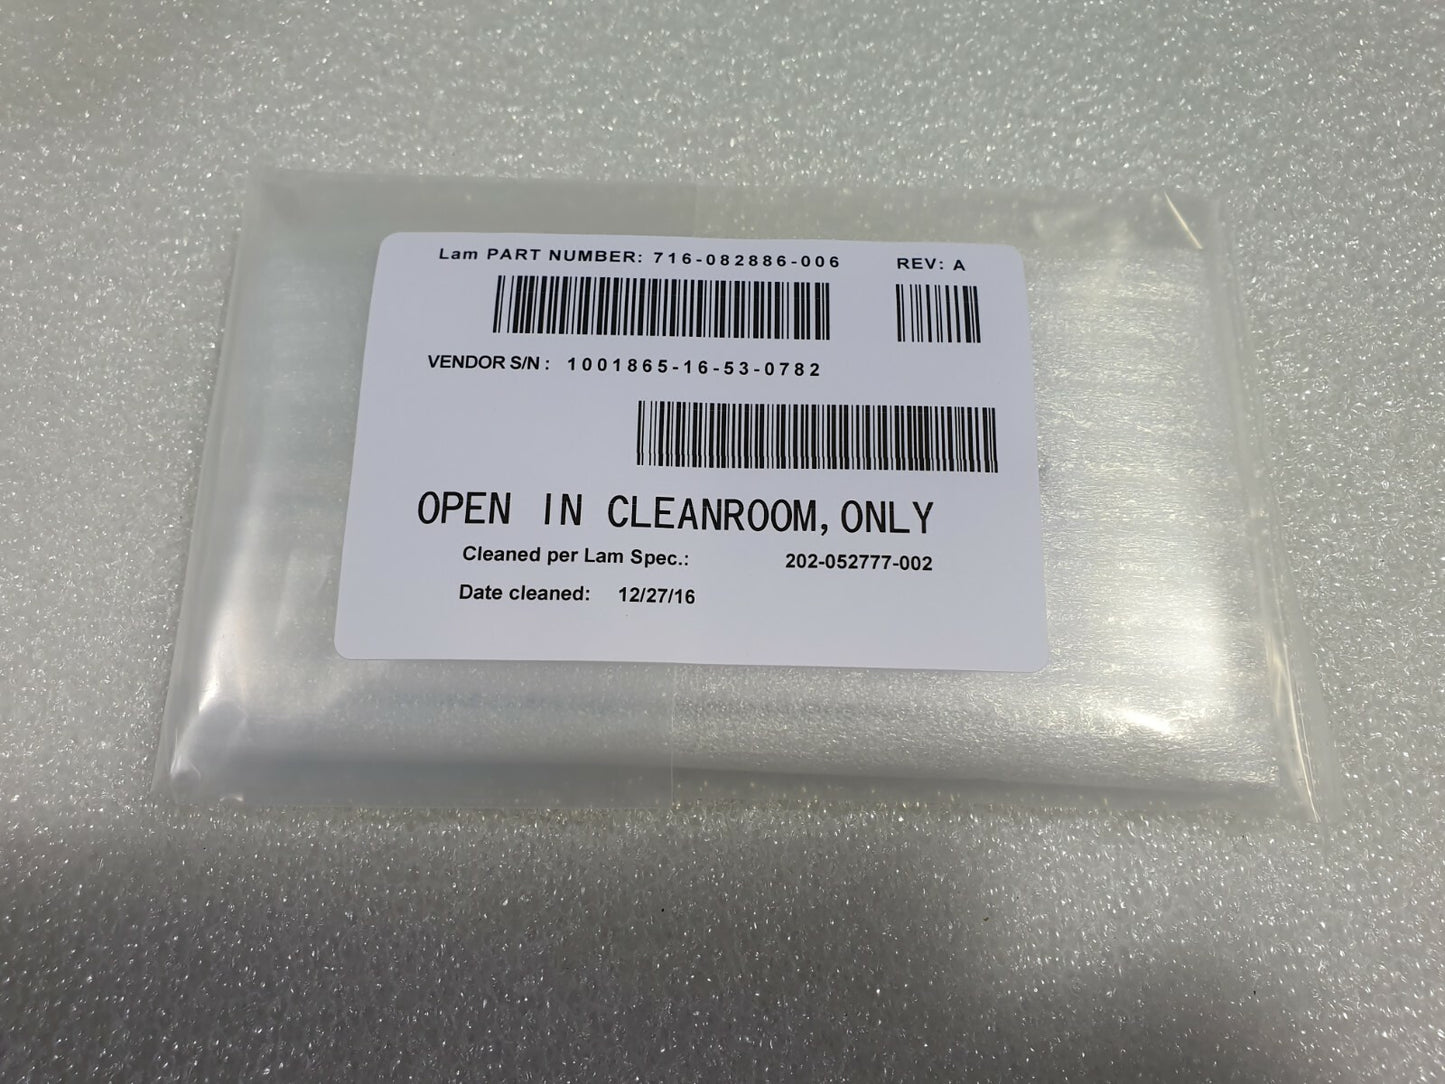 Lam PART NUMBER: 716-082886-006 REV: A
VENDOR S/N : 1001865-16-53-0782
OPEN IN CLEANROOM, ONLY
Cleaned per Lam Spec.: 202-052777-002
Date cleaned: 12/27/16